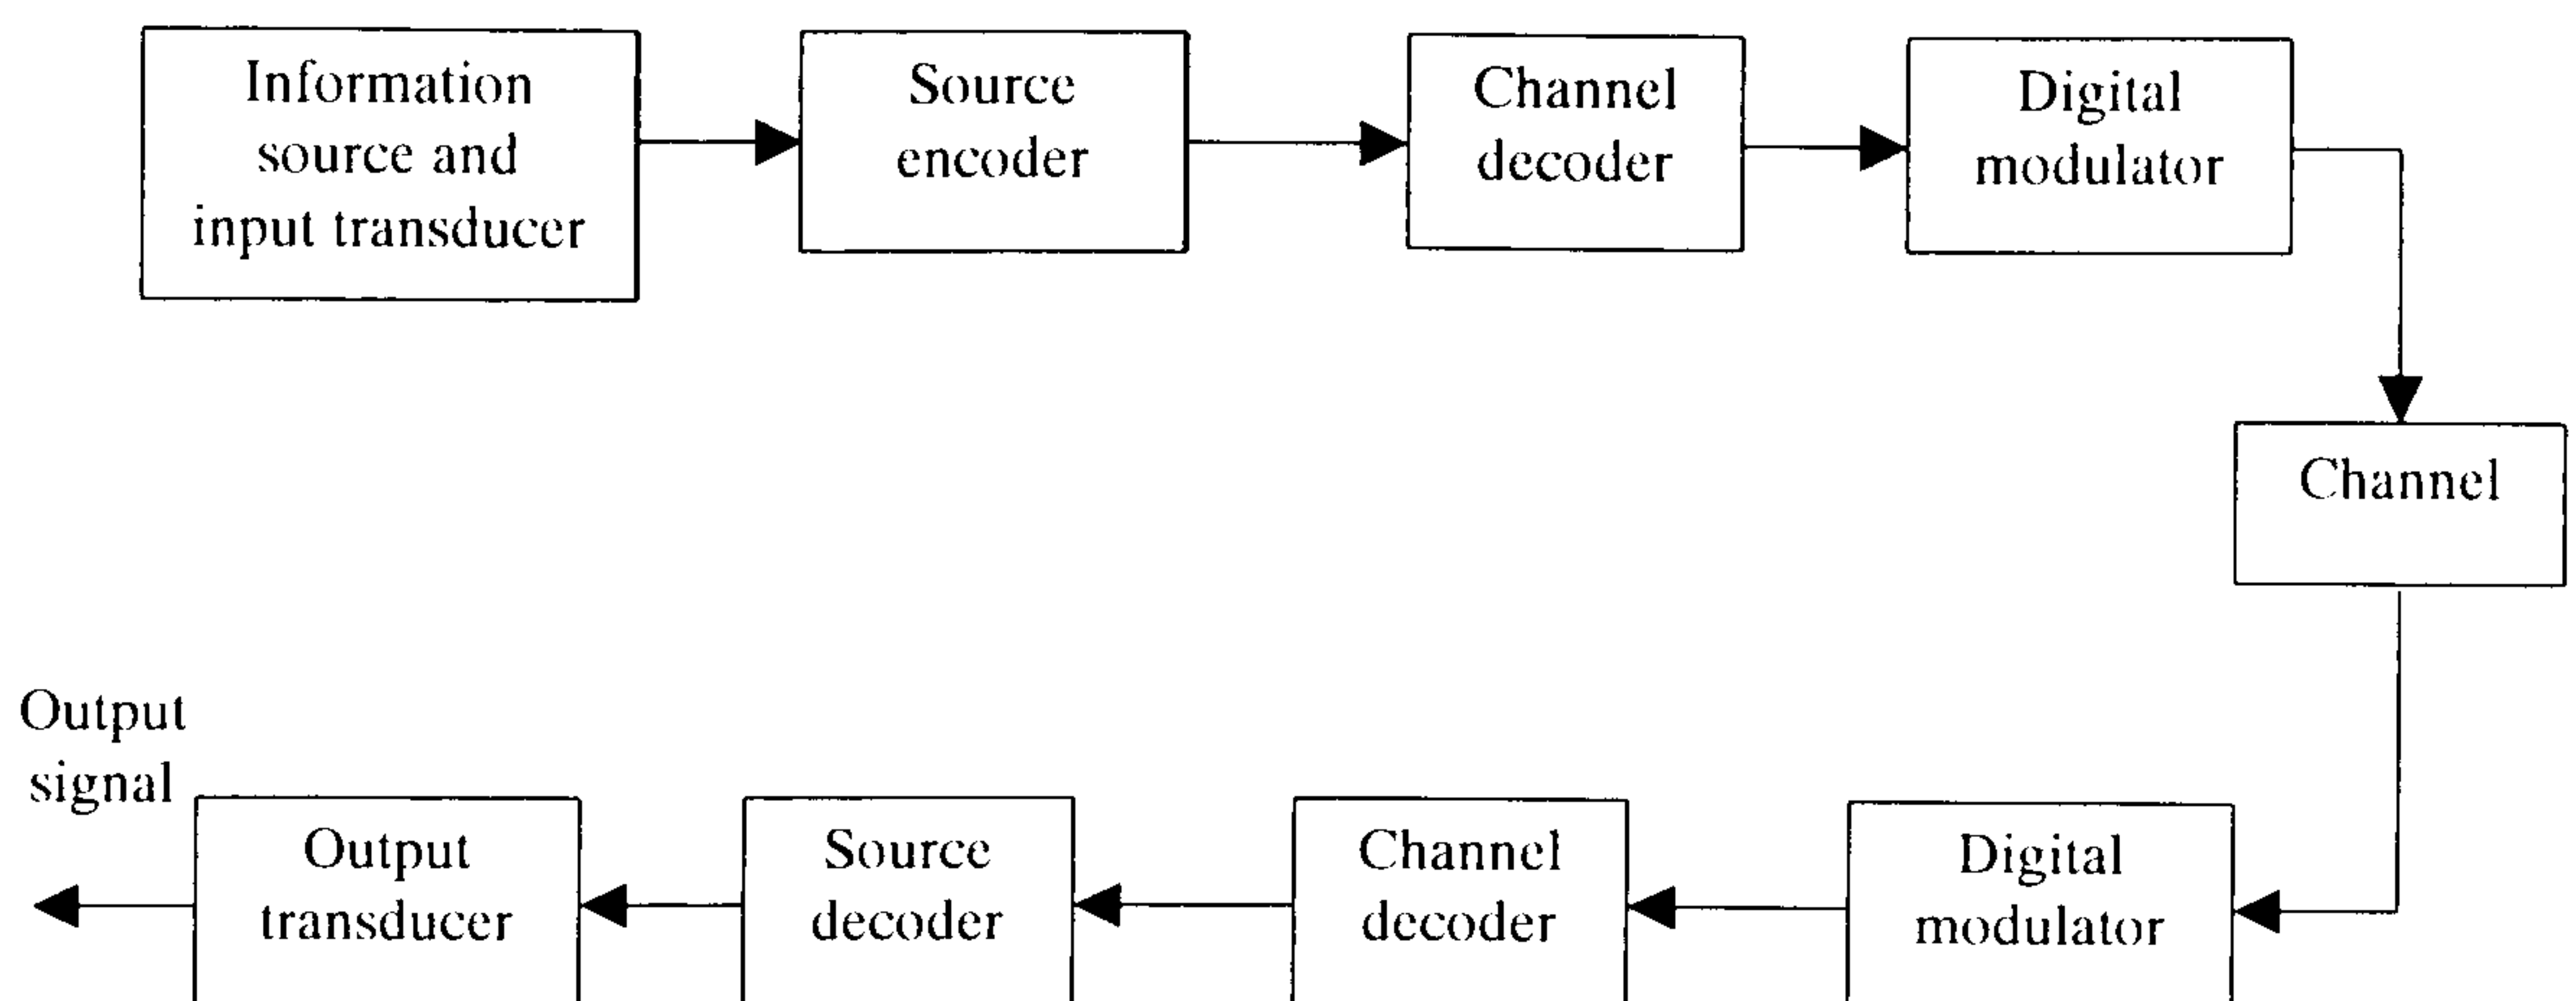 Information
source and
input transducer
Source
encoder
Channel
decoder
Digital
modulator
Channel
Output
signal
Output
transducer
Source
decoder
Channel
decoder
Digital
modulator